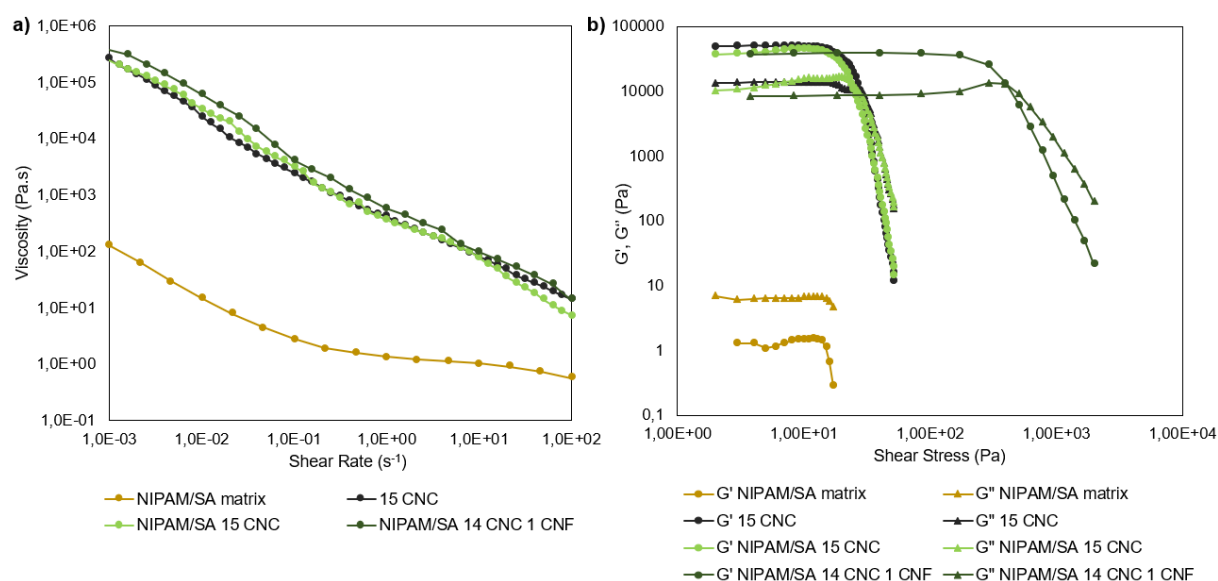 a)
Viscosity (Pa.s)
1,0E+06
1,0E+05
1,0E+04
1,0E+03
1,0E+02
1,0E+01
1,0E+00
1,0E-01
1,0E-03 1,0E-02 1,0E-01 1,0E+00 1,0E+01 1,0E+02
Shear Rate (s⁻¹)
NIPAM/SA matrix 15 CNC
NIPAM/SA 15 CNC NIPAM/SA 14 CNC 1 CNF
b)
G', G'' (Pa)
100000
10000
1000
100
10
1
0,1
1,00E+00 1,00E+01 1,00E+02 1,00E+03 1,00E+04
Shear Stress (Pa)
G' NIPAM/SA matrix G'' NIPAM/SA matrix
G' 15 CNC G'' 15 CNC
G' NIPAM/SA 15 CNC G'' NIPAM/SA 15 CNC
G' NIPAM/SA 14 CNC 1 CNF G'' NIPAM/SA 14 CNC 1 CNF